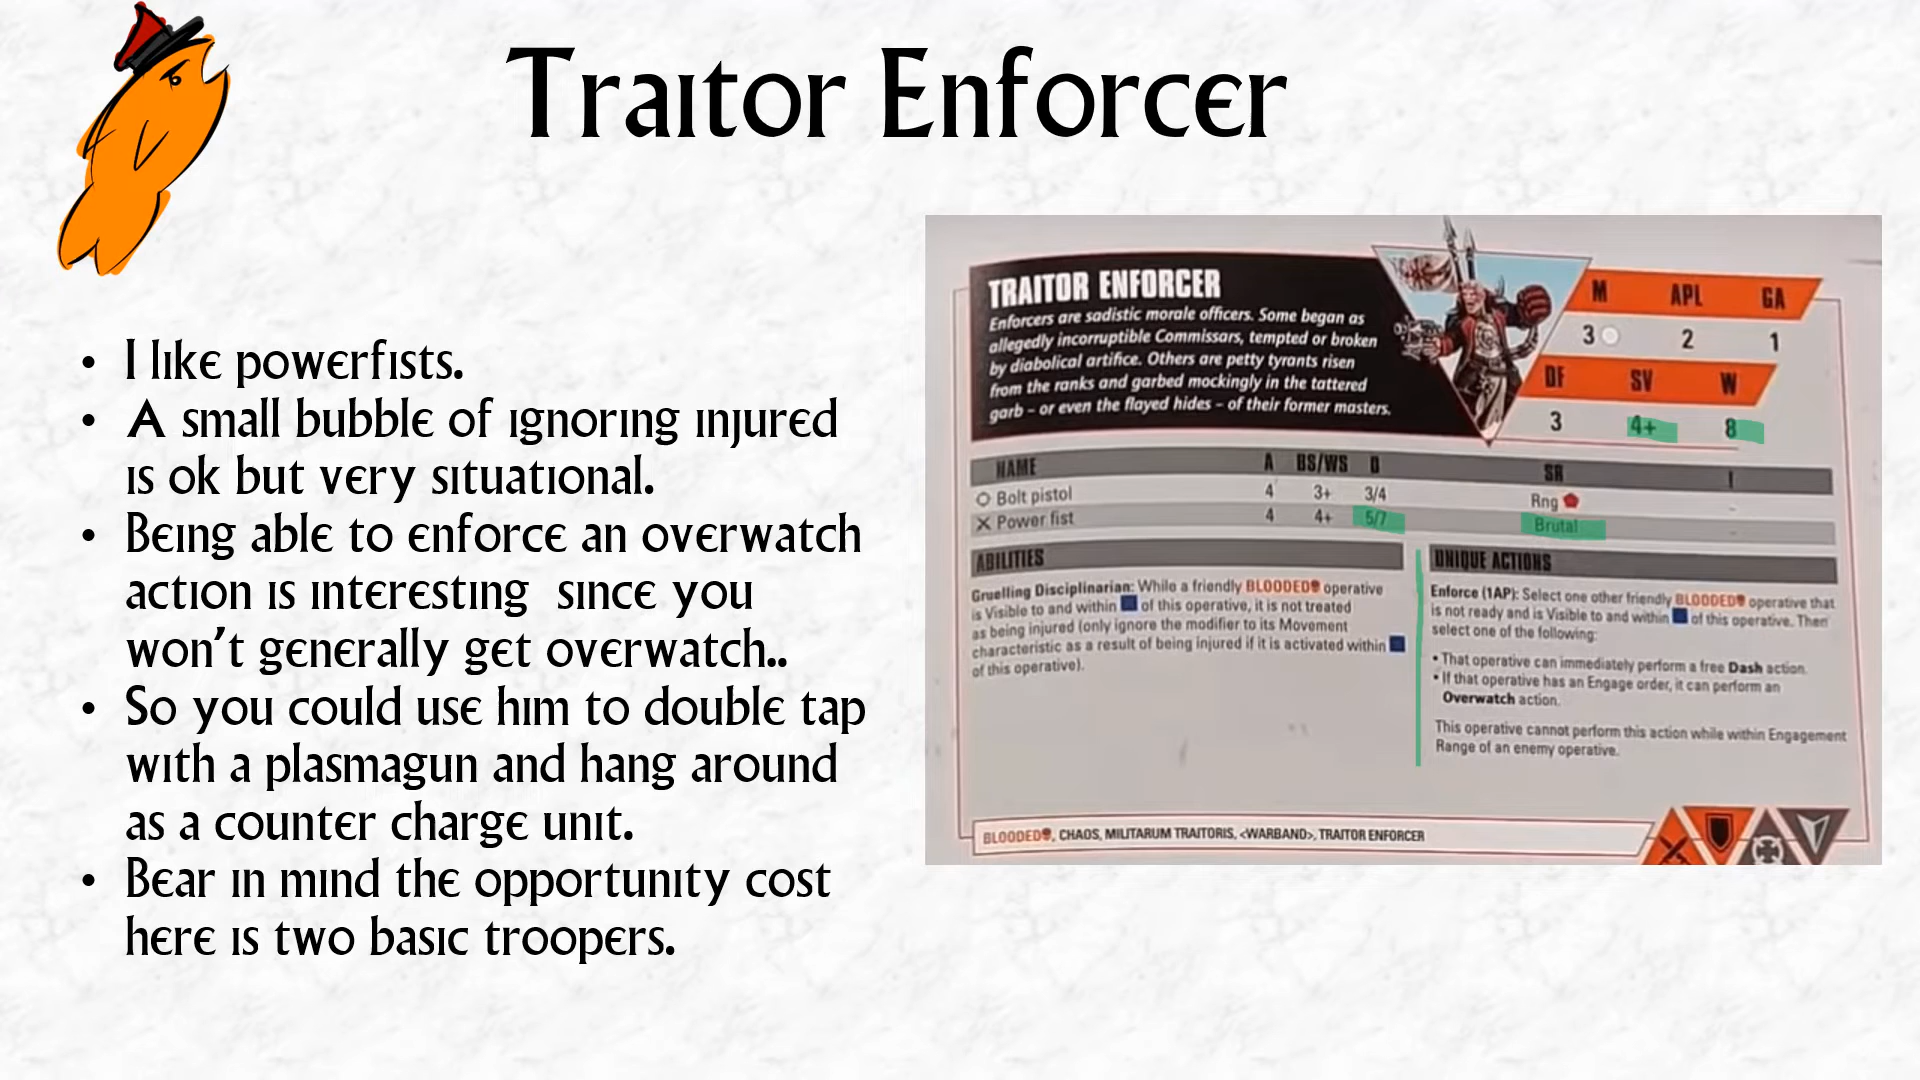 Traitor Enforcer
• I like powerfists.
• A small bubble of ignoring injured
is ok but very situational.
• Being able to enforce an overwatch
action is interesting  since you
won't generally get overwatch..
• So you could use him to double tap
with a plasmagun and hang around
as a counter charge unit.
• Bear in mind the opportunity cost
here is two basic troopers.
TRAITOR ENFORCER
Enforcers are sadistic morale officers. Some began as
allegedly incorruptible Commissars, tempted or broken
by diabolical artifice. Others are petty tyrants risen
from the ranks and garbed mockingly in the tattered
garb – or even the flayed hides – of their former masters.
M APL GA
3 2 1
DF SV W
3 4+ 8
NAME A BS/WS D SR !
Bolt pistol 4 3+ 3/4 Rng -
Power fist 4 4+ 5/7 Brutal -
ABILITIES
Gruelling Disciplinarian: While a friendly BLOODED operative
is Visible to and within of this operative, it is not treated
as being injured (only ignore the modifier to its Movement
characteristic as a result of being injured if it is activated within
of this operative).
UNIQUE ACTIONS
Enforce (1AP): Select one other friendly BLOODED operative that
is not ready and is Visible to and within of this operative. Then
select one of the following:
• That operative can immediately perform a free Dash action.
• If that operative has an Engage order, it can perform an
Overwatch action.
This operative cannot perform this action while within Engagement
Range of an enemy operative.
BLOODED, CHAOS, MILITARUM TRAITORIS, <WARBAND>, TRAITOR ENFORCER